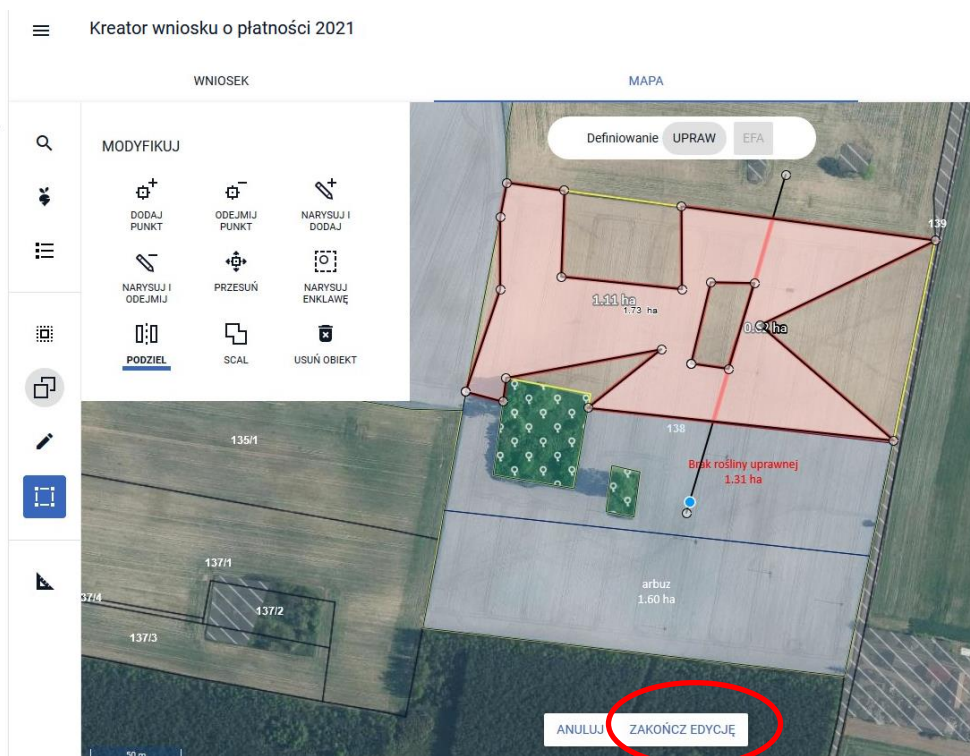 Kreator wniosku o płatności 2021
WNIOSEK
MAPA
MODYFIKUJ
DODAJ
PUNKT
ODEJMIJ
PUNKT
NARYSUJ I
DODAJ
NARYSUJ I
ODEJMIJ
PRZESUŃ
NARYSUJ
ENKLAWĘ
PODZIEL
SCAL
USUŃ OBIEKT
Definiowanie UPRAW EFA
139
1.11 ha
1.73 ha
138
Brak rośliny uprawnej
1.31 ha
135/1
arbuz
1.60 ha
137/1
137/2
137/3
ANULUJ
ZAKOŃCZ EDYCJĘ
50 m